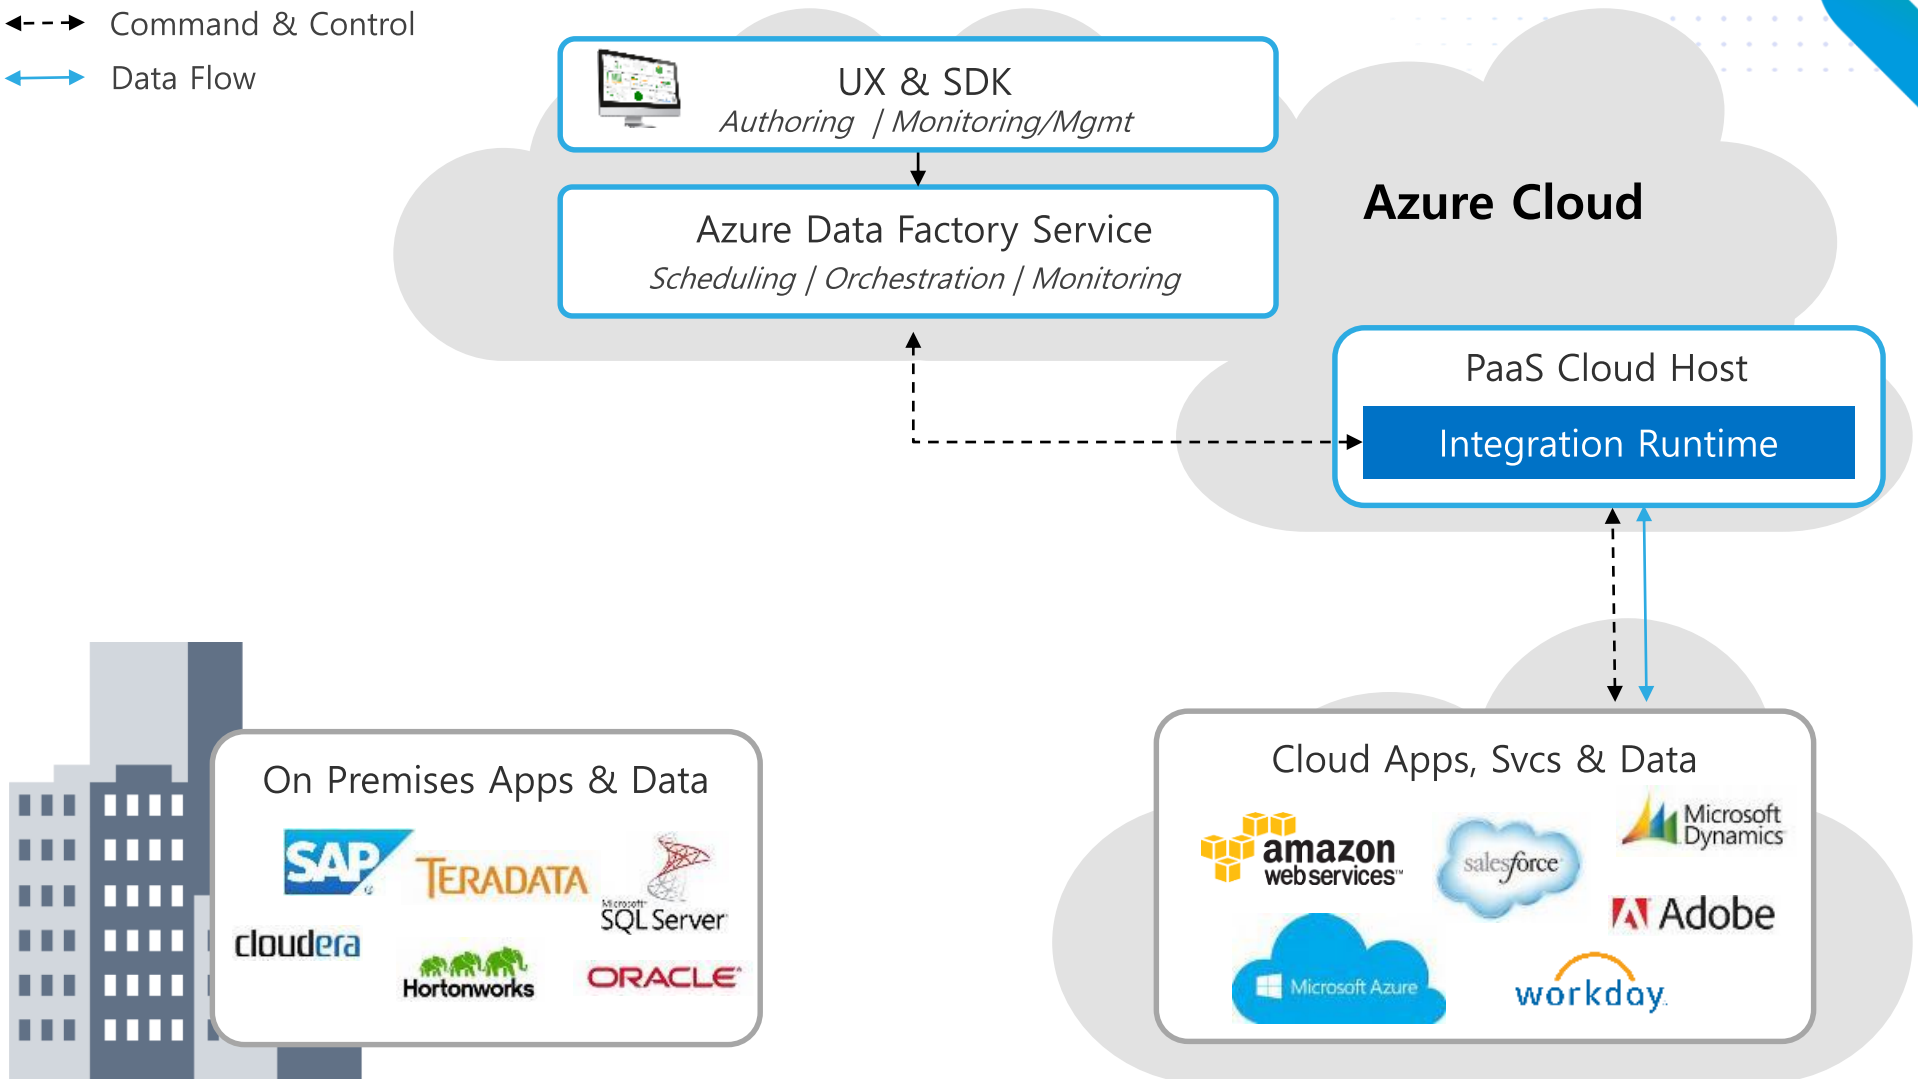 Command & Control
Data Flow
UX & SDK
Authoring | Monitoring/Mgmt
Azure Data Factory Service
Scheduling | Orchestration | Monitoring
Azure Cloud
PaaS Cloud Host
Integration Runtime
On Premises Apps & Data
SAP
TERADATA
Microsoft
SQL Server
cloudera
Hortonworks
ORACLE
Cloud Apps, Svcs & Data
amazon
webservices™
salesforce
Microsoft
Dynamics
Adobe
Microsoft Azure
workday